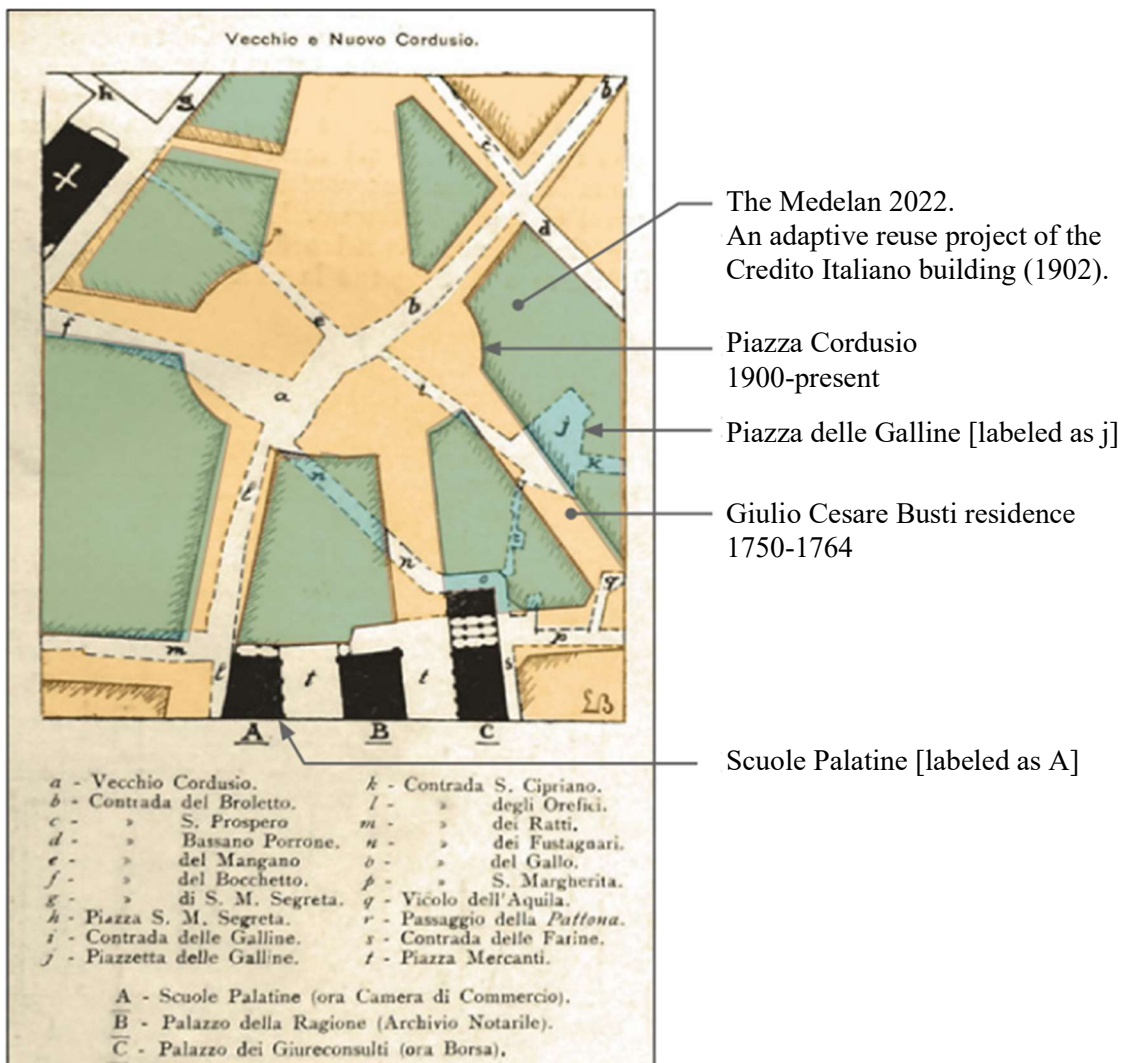 Vecchio e Nuovo Cordusio.
h
g
b
c
d
The Medelan 2022.
An adaptive reuse project of the
Credito Italiano building (1902).
b
e
f
Piazza Cordusio
1900-present
a
i
j
Piazza delle Galline [labeled as j]
k
l
n
Giulio Cesare Busti residence
1750-1764
o
q
m
p
l
t
t
s
A
B
C
Scuole Palatine [labeled as A]
a - Vecchio Cordusio.
b - Contrada del Broletto.
c - » S. Prospero
d - » Bassano Porrone.
e - » del Mangano
f - » del Bocchetto.
g - » di S. M. Segreta.
h - Piazza S. M. Segreta.
i - Contrada delle Galline.
j - Piazzetta delle Galline.
k - Contrada S. Cipriano.
l - » degli Orefici.
m - » dei Ratti.
n - » dei Fustagnari.
o - » del Gallo.
p - » S. Margherita.
q - Vicolo dell'Aquila.
r - Passaggio della Pattona.
s - Contrada delle Farine.
t - Piazza Mercanti.
A - Scuole Palatine (ora Camera di Commercio).
B - Palazzo della Ragione (Archivio Notarile).
C - Palazzo dei Giureconsulti (ora Borsa).